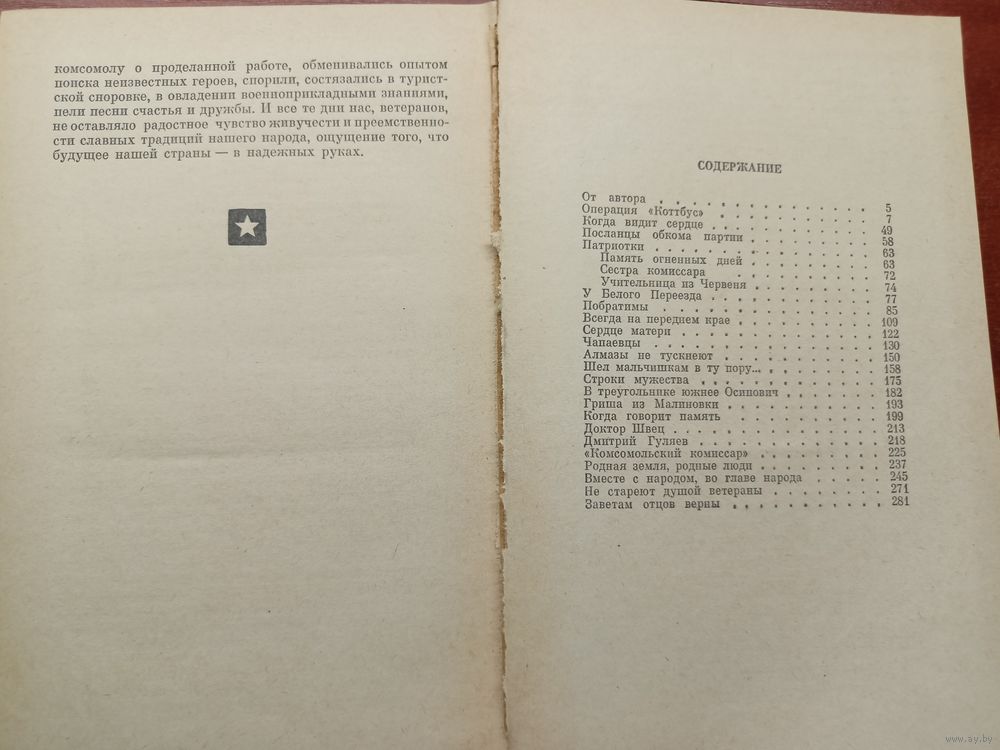 комсомолу о проделанной работе, обменивались опытом
поиска неизвестных героев, спорили, состязались в турист-
ской сноровке, в овладении военноприкладными знаниями,
пели песни счастья и дружбы. И все те дни нас, ветеранов,
не оставляло радостное чувство живучести и преемственно-
сти славных традиций нашего народа, ощущение того, что
будущее нашей страны — в надежных руках.
СОДЕРЖАНИЕ
От автора . . . . . . . . . . . . 5
Операция «Коттбус» . . . . . . . . . 7
Когда видит сердце . . . . . . . . . 49
Посланцы обкома партии . . . . . . . . 58
Патриотки . . . . . . . . . . . . 63
Память огненных дней . . . . . . . . 63
Сестра комиссара . . . . . . . . 72
Учительница из Червеня . . . . . . . . 74
У Белого Переезда . . . . . . . . . . 77
Побратимы . . . . . . . . . . . . 85
Всегда на переднем крае . . . . . . . . 109
Сердце матери . . . . . . . . . . . 122
Чапаевцы . . . . . . . . . . . . 130
Алмазы не тускнеют . . . . . . . . . 150
Шел мальчишкам в ту пору... . . . . . . . 158
Строки мужества . . . . . . . . . . 175
В треугольнике южнее Осипович . . . . . . 182
Гриша из Малиновки . . . . . . . . . 193
Когда говорит память . . . . . . . . . 199
Доктор Швец . . . . . . . . . . . 213
Дмитрий Гуляев . . . . . . . . . . 218
«Комсомольский комиссар» . . . . . . . 225
Родная земля, родные люди . . . . . . . 237
Вместе с народом, во главе народа . . . . . 245
Не стареют душой ветераны . . . . . . . 271
Заветам отцов верны . . . . . . . . . 281
www.ay.by